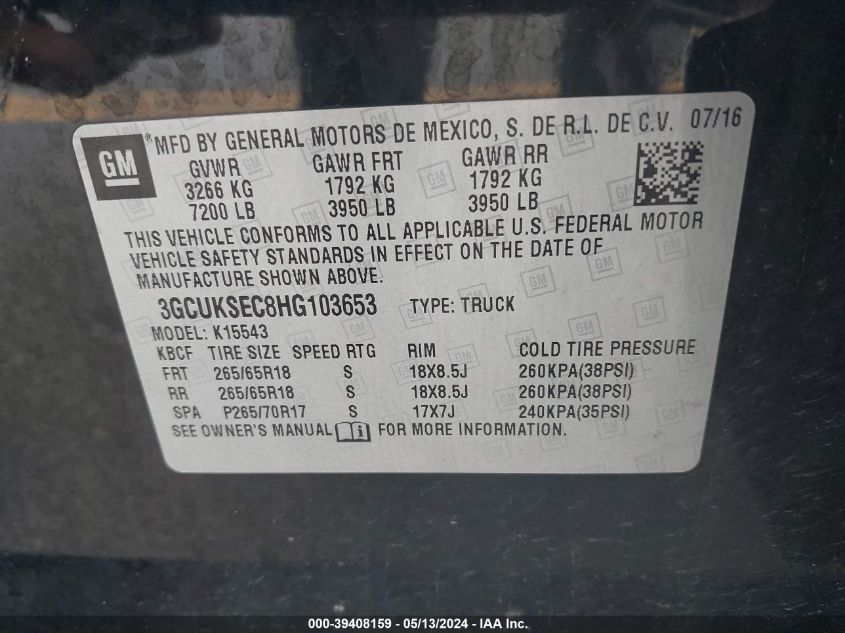 GM ®MFD BY GENERAL MOTORS DE MEXICO, S. DE R.L. DE C.V. 07/16
GVWR GAWR FRT GAWR RR
3266 KG 1792 KG 1792 KG
7200 LB 3950 LB 3950 LB
THIS VEHICLE CONFORMS TO ALL APPLICABLE U.S. FEDERAL MOTOR
VEHICLE SAFETY STANDARDS IN EFFECT ON THE DATE OF
MANUFACTURE SHOWN ABOVE.
3GCUKSEC8HG103653 TYPE: TRUCK
MODEL: K15543
KBCF TIRE SIZE SPEED RTG RIM COLD TIRE PRESSURE
FRT 265/65R18 S 18X8.5J 260KPA(38PSI)
RR 265/65R18 S 18X8.5J 260KPA(38PSI)
SPA P265/70R17 S 17X7J 240KPA(35PSI)
SEE OWNER'S MANUAL FOR MORE INFORMATION.
000-39408159 - 05/13/2024 - IAA, Inc.